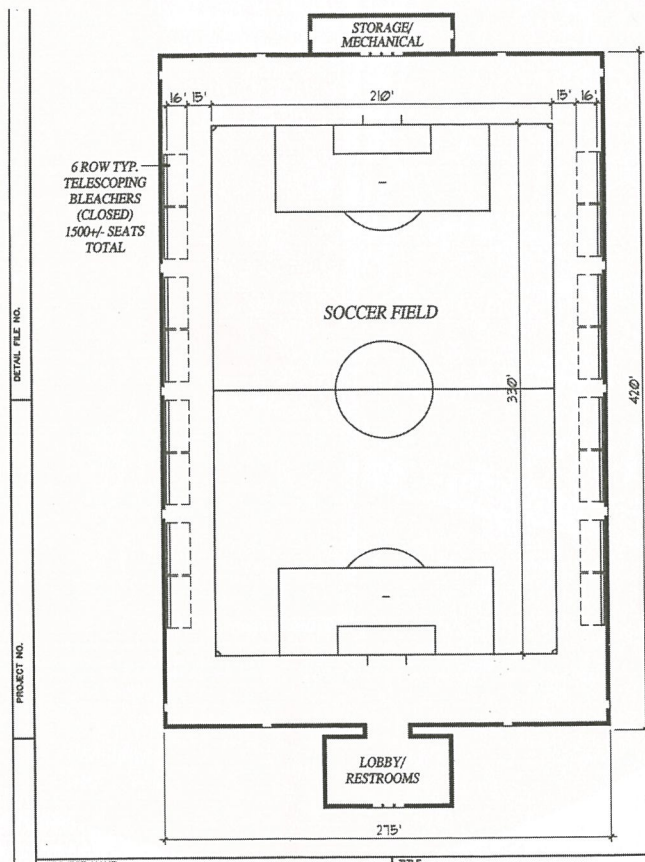 STORAGE/
MECHANICAL
16' 15' 210' 15' 16'
6 ROW TYP.
TELESCOPING
BLEACHERS
(CLOSED)
1500+/- SEATS
TOTAL
SOCCER FIELD
DETAIL FILE NO.
330'
420'
PROJECT NO.
LOBBY/
RESTROOMS
275'